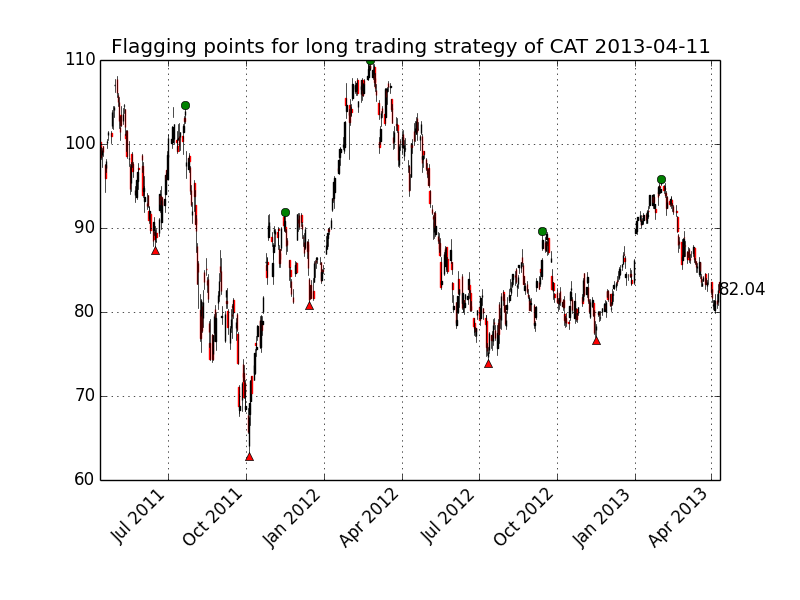 Flagging points for long trading strategy of CAT 2013-04-11
110
100
90
80
70
60
82.04
Jul 2011
Oct 2011
Jan 2012
Apr 2012
Jul 2012
Oct 2012
Jan 2013
Apr 2013